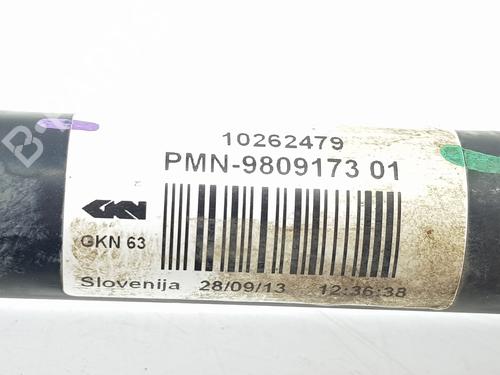 10262479
PMN-9809173 01
GKN
GKN 63
Slovenija 28/09/13 12:36:38